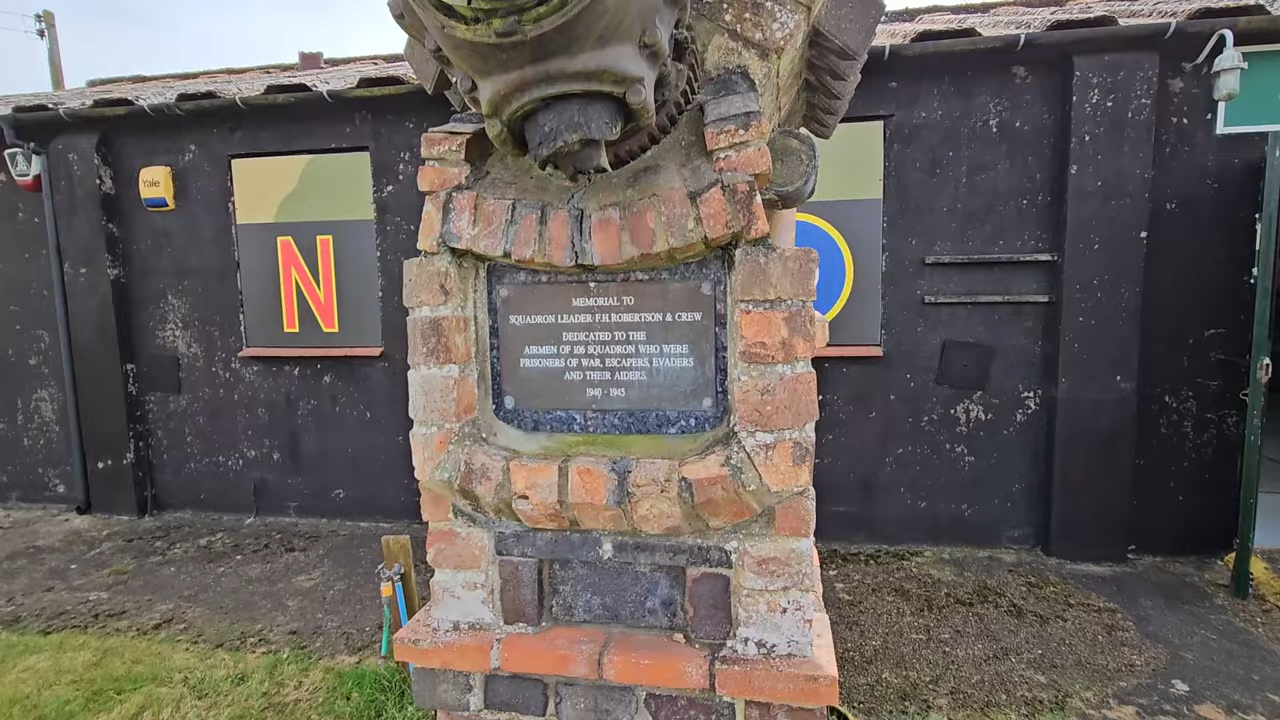 Yale
N
MEMORIAL TO
SQUADRON LEADER F.H. ROBERTSON & CREW
DEDICATED TO THE
AIRMEN OF 106 SQUADRON WHO WERE
PRISONERS OF WAR, ESCAPERS, EVADERS
AND THEIR AIDERS.
1940 - 1945